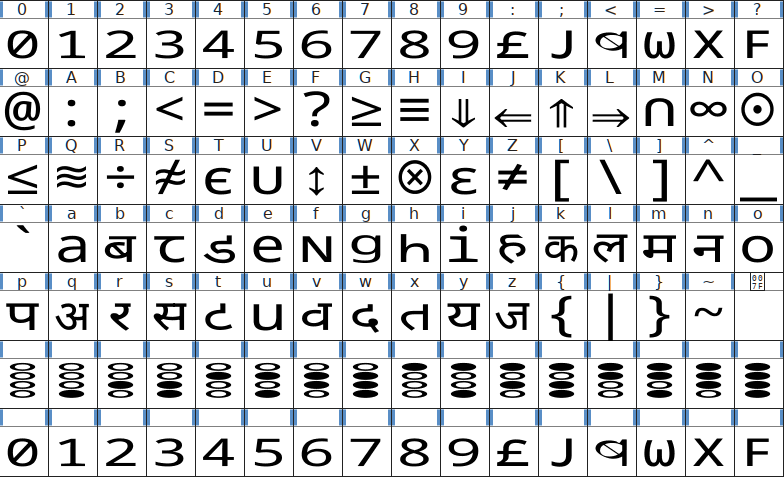 0 1 2 3 4 5 6 7 8 9 : ; < = > ?
0 1 2 3 4 5 6 7 8 9 £ J ५ ω X F
@ A B C D E F G H I J K L M N O
@ : ; < = > ? ≥ ≡ ⇓ ⇐ ⇑ ⇒ ∩ ∞ ⊙
P Q R S T U V W X Y Z [ \ ] ^ _
≤ ≋ ÷ ≉ ϵ U ↕ ± ⊗ ε ≠ [ \ ] ^ _
` a b c d e f g h i j k l m n o
` a ब c d e N g h i ह क ल म न o
p q r s t u v w x y z { | } ~
प अ र स ट u व द त य ज { | } ~
0 1 2 3 4 5 6 7 8 9 £ J ω X F